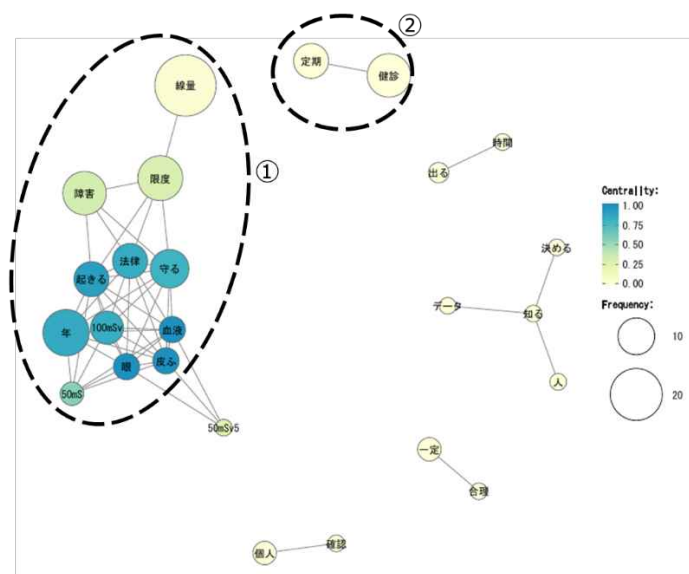 ②
定期
健診
線量
①
時間
出る
限度
障害
Centrality:
1.00
0.75
0.50
0.25
0.00
決める
法律
守る
起きる
データ
知る
Frequency:
10
20
年
100mSv
血液
眼
皮ふ
人
50mS
50mSv5
一定
合理
個人
確認